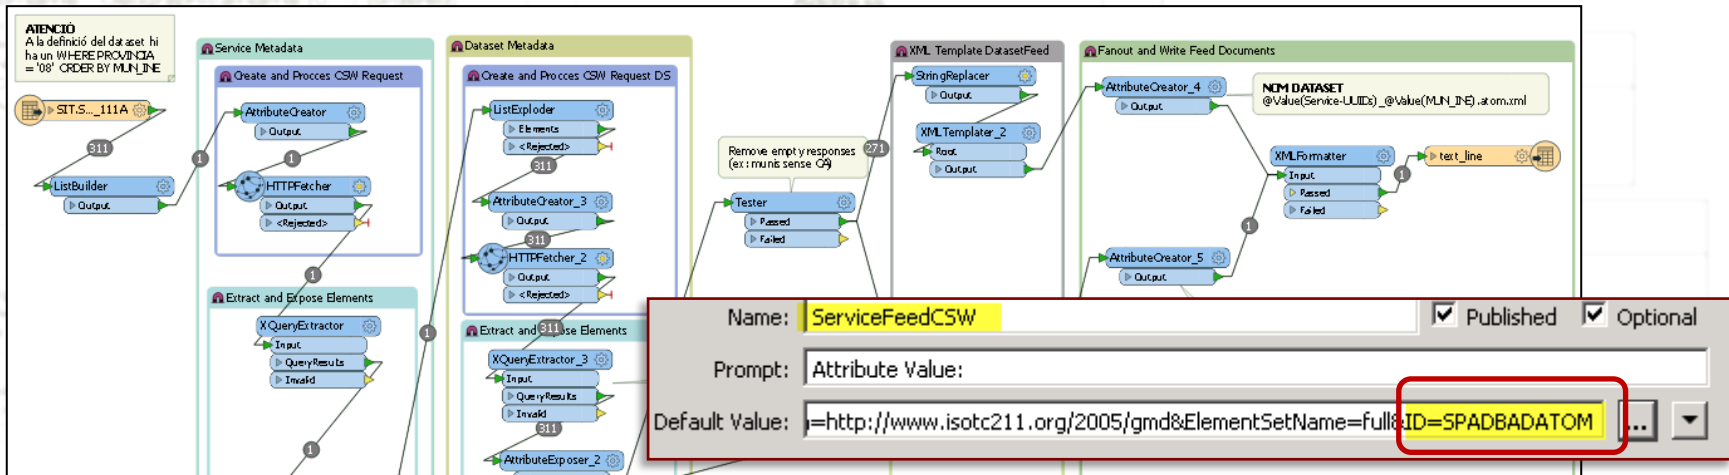 ATENCIÓ
A la definició del dataset hi
ha un WHERE PROVINCIA
= '08' ORDER BY MUN_INE
SIT.S..._111A
311
ListBuilder
Output
1
Service Metadata
Create and Procces CSW Request
AttributeCreator
Output
1
HTTPFetcher
Output
<Rejected>
1
Extract and Expose Elements
XQueryExtractor
Input
QueryResults
Invalid
1
1
Dataset Metadata
Create and Procces CSW Request DS
ListExploder
Elements
<Rejected>
311
AttributeCreator_3
Output
311
HTTPFetcher_2
Output
<Rejected>
311
Extract and Expose Elements
XQueryExtractor_3
Input
QueryResults
Invalid
311
AttributeExposer_2
Remove empty responses
(ex: munis sense CA)
Tester
Passed
Failed
271
XML Template DatasetFeed
StringReplacer
Output
XMLTemplater_2
Root
Output
Fanout and Write Feed Documents
AttributeCreator_4
Output
NOM DATASET
@Value(Service-UUIDs)_@Value(MUN_INE).atom.xml
XMLFormatter
Input
Passed
Failed
1
text_line
1
AttributeCreator_5
Output
Name: ServiceFeedCSW Published Optional
Prompt: Attribute Value:
Default Value: =http://www.isotc211.org/2005/gmd&ElementSetName=full&ID=SPADBADATOM ...